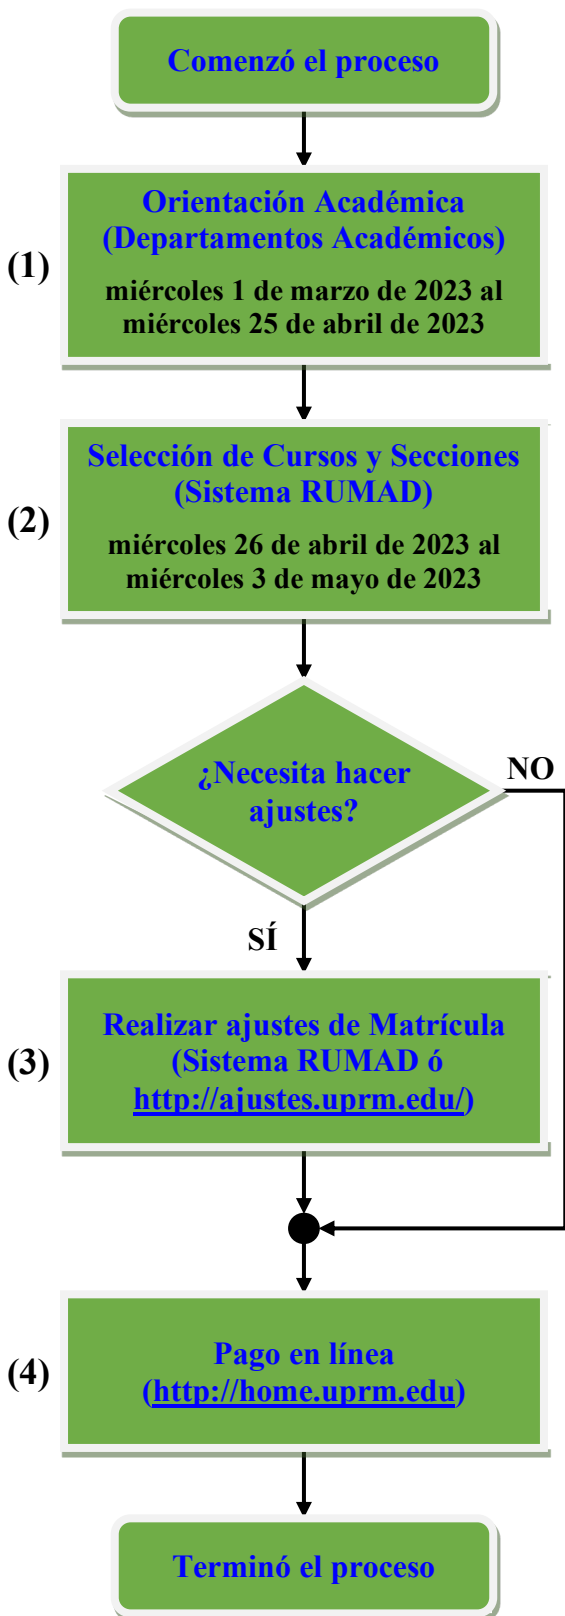 Comenzó el proceso
Orientación Académica
(Departamentos Académicos)
(1)
miércoles 1 de marzo de 2023 al
miércoles 25 de abril de 2023
Selección de Cursos y Secciones
(Sistema RUMAD)
(2)
miércoles 26 de abril de 2023 al
miércoles 3 de mayo de 2023
¿Necesita hacer
ajustes?
NO
SÍ
Realizar ajustes de Matrícula
(3)
(Sistema RUMAD ó
http://ajustes.uprm.edu/)
Pago en línea
(4)
(http://home.uprm.edu)
Terminó el proceso